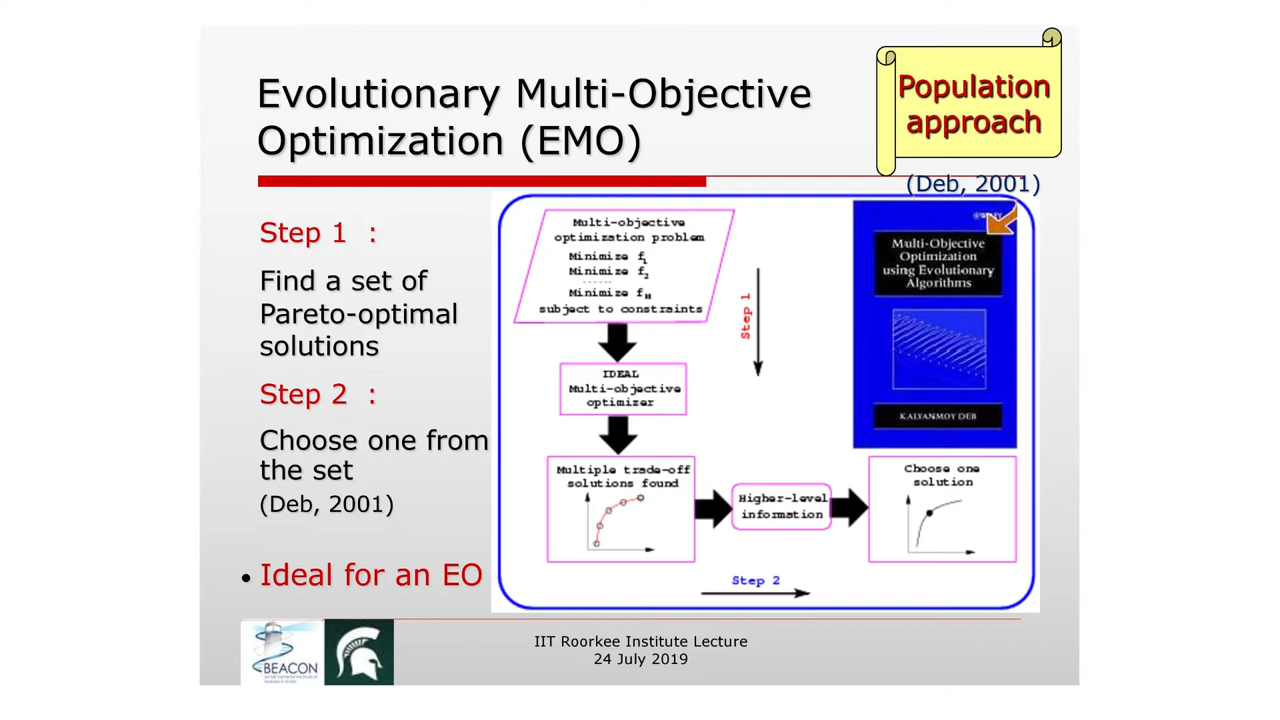 Evolutionary Multi-Objective
Optimization (EMO)
Population
approach
(Deb, 2001)
Step 1 :
Find a set of
Pareto-optimal
solutions
Step 2 :
Choose one from
the set
(Deb, 2001)
• Ideal for an EO
Multi-objective
optimization problem
Minimize f1
Minimize f2
......
Minimize fM
subject to constraints
Step 1
IDEAL
Multi-objective
optimizer
Multiple trade-off
solutions found
Higher-level
information
Choose one
solution
Step 2
WILEY
Multi-Objective
Optimization
using Evolutionary
Algorithms
KALYANMOY DEB
BEACON
IIT Roorkee Institute Lecture
24 July 2019